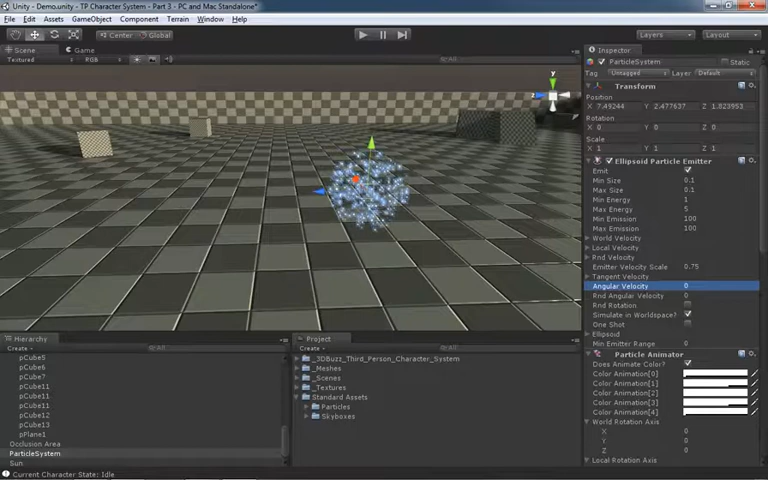 Unity - Demo.unity - TP Character System - Part 3 - PC and Mac Standalone*
File Edit Assets GameObject Component Terrain Window Help
Center Global Layers Layout
Scene Game
Textured RGB All
y
z
Inspector
ParticleSystem Static
Tag Untagged Layer Default
Transform
Position
X 7.49244 Y 2.477637 Z 1.823953
Rotation
X 0 Y 0 Z 0
Scale
X 1 Y 1 Z 1
Ellipsoid Particle Emitter
Emit
Min Size 0.1
Max Size 0.1
Min Energy 1
Max Energy 5
Min Emission 100
Max Emission 100
World Velocity
Local Velocity
Rnd Velocity
Emitter Velocity Scale 0.75
Tangent Velocity
Angular Velocity 0
Rnd Angular Velocity 0
Rnd Rotation
Simulate in Worldspace?
One Shot
Ellipsoid
Min Emitter Range 0
Particle Animator
Does Animate Color?
Color Animation[0]
Color Animation[1]
Color Animation[2]
Color Animation[3]
Color Animation[4]
World Rotation Axis
X 0
Y 0
Z 0
Local Rotation Axis
Hierarchy
Create All
pCube5
pCube6
pCube7
pCube11
pCube11
pCube11
pCube12
pCube13
pPlane1
Occlusion Area
ParticleSystem
Sun
Project
Create All
_3DBuzz_Third_Person_Character_System
_Meshes
_Scenes
_Textures
Standard Assets
Particles
Skyboxes
Current Character State: Idle